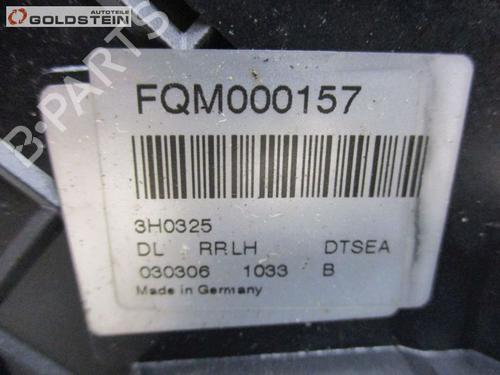 AUTOTEILE
GOLDSTEIN
B-PARTS
FQM000157
3H0325
DL RRLH DTSEA
030306 1033 B
Made in Germany